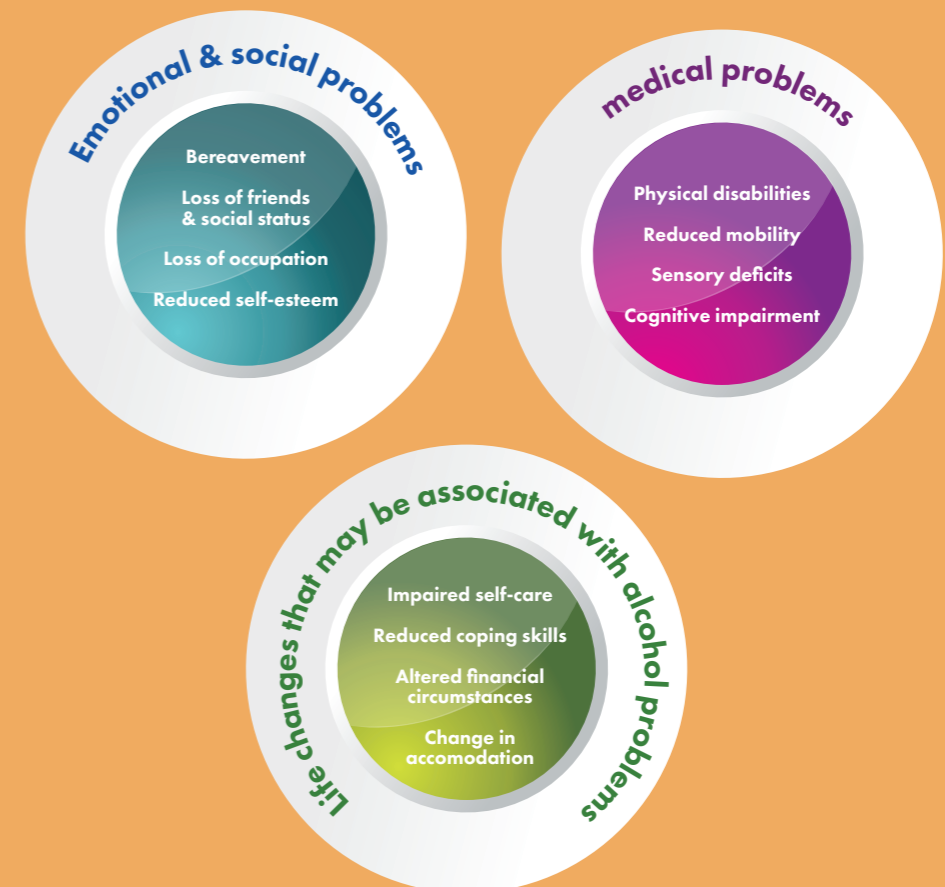 Emotional & social problems
Bereavement
Loss of friends
& social status
Loss of occupation
Reduced self-esteem
medical problems
Physical disabilities
Reduced mobility
Sensory deficits
Cognitive impairment
Life changes that may be associated with alcohol problems
Impaired self-care
Reduced coping skills
Altered financial
circumstances
Change in
accomodation